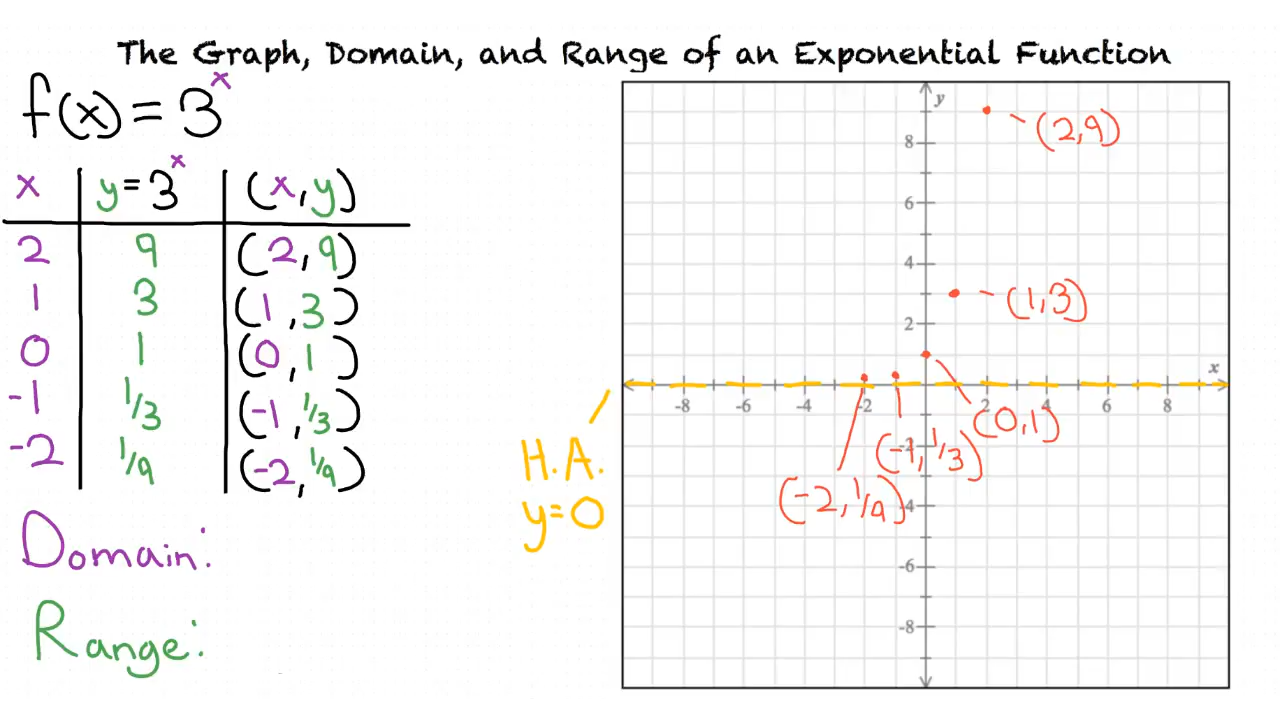 The Graph, Domain, and Range of an Exponential Function
f(x) = 3^x
x | y = 3^x | (x, y)
2 | 9 | (2, 9)
1 | 3 | (1, 3)
0 | 1 | (0, 1)
-1 | 1/3 | (-1, 1/3)
-2 | 1/9 | (-2, 1/9)
Domain:
Range:
H.A.
y = 0
y
(2,9)
8
6
4
(1,3)
2
x
-8 -6 -4 -2 2 4 6 8
(0,1)
-2
(-1, 1/3)
(-2, 1/9)
-4
-6
-8